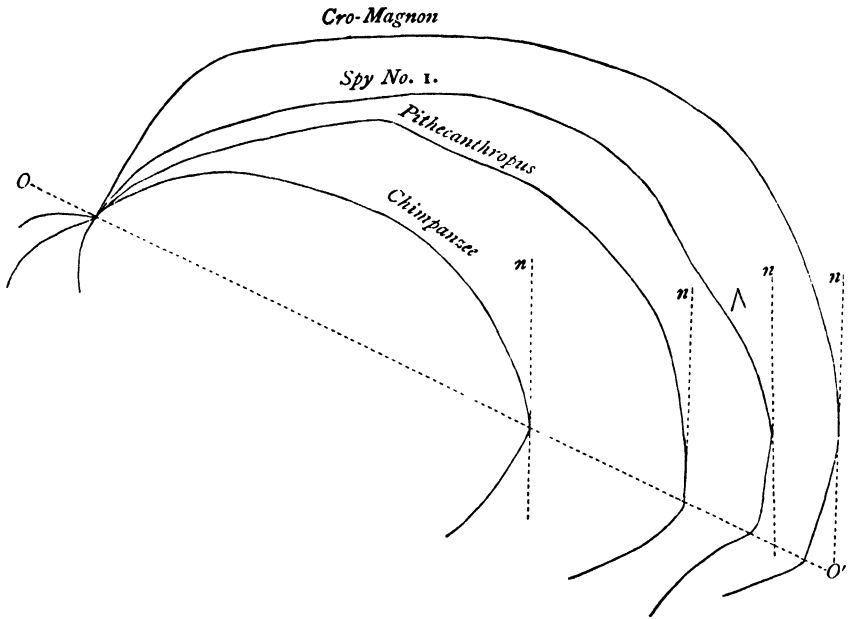 Cro-Magnon
Spy No. 1.
Pithecanthropus
O
Chimpanzee
n
n
Λ
n
n
O'